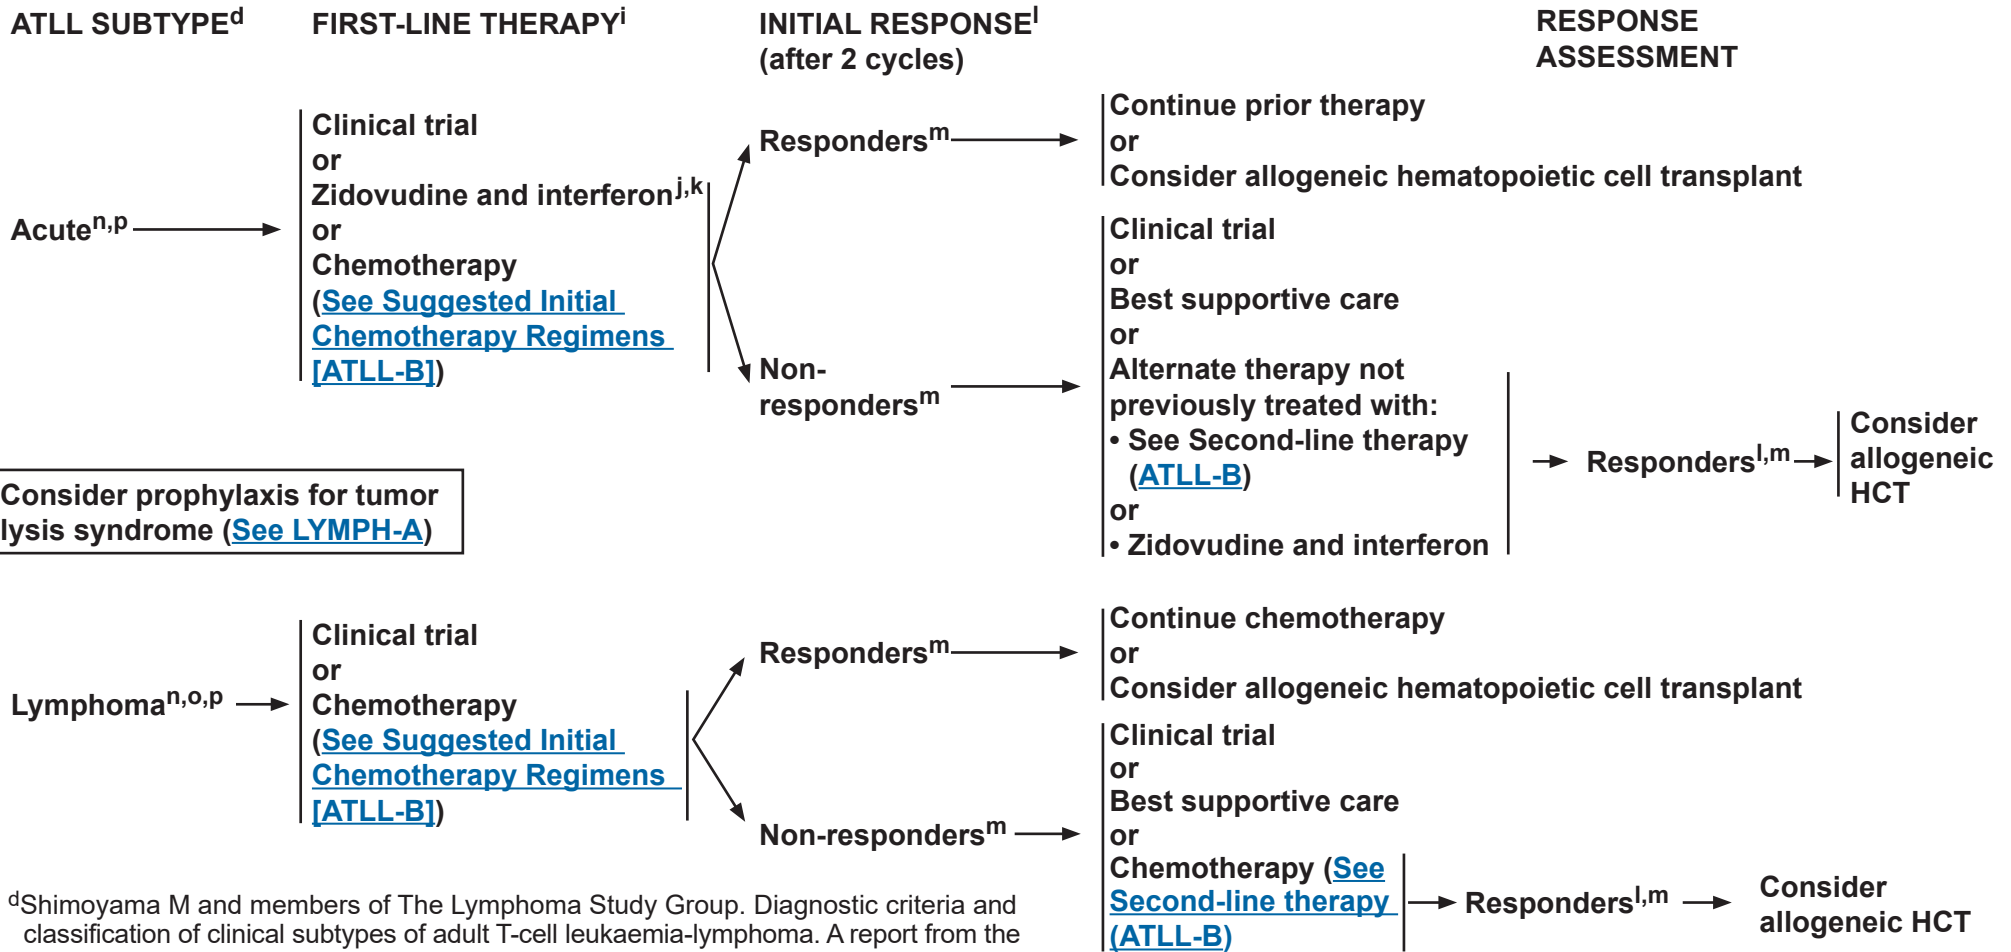 ATLL SUBTYPEd
FIRST-LINE THERAPYi
INITIAL RESPONSEl
(after 2 cycles)
RESPONSE
ASSESSMENT
Acuten,p
Clinical trial
or
Zidovudine and interferonj,k
or
Chemotherapy
(See Suggested Initial
Chemotherapy Regimens
[ATLL-B])
Respondersm
Continue prior therapy
or
Consider allogeneic hematopoietic cell transplant
Non-
respondersm
Clinical trial
or
Best supportive care
or
Alternate therapy not
previously treated with:
• See Second-line therapy
(ATLL-B)
or
• Zidovudine and interferon
Respondersl,m
Consider
allogeneic
HCT
Consider prophylaxis for tumor
lysis syndrome (See LYMPH-A)
Lymphoman,o,p
Clinical trial
or
Chemotherapy
(See Suggested Initial
Chemotherapy Regimens
[ATLL-B])
Respondersm
Continue chemotherapy
or
Consider allogeneic hematopoietic cell transplant
Non-respondersm
Clinical trial
or
Best supportive care
or
Chemotherapy (See
Second-line therapy
(ATLL-B)
Respondersl,m
Consider
allogeneic HCT
dShimoyama M and members of The Lymphoma Study Group. Diagnostic criteria and
classification of clinical subtypes of adult T-cell leukaemia-lymphoma. A report from the